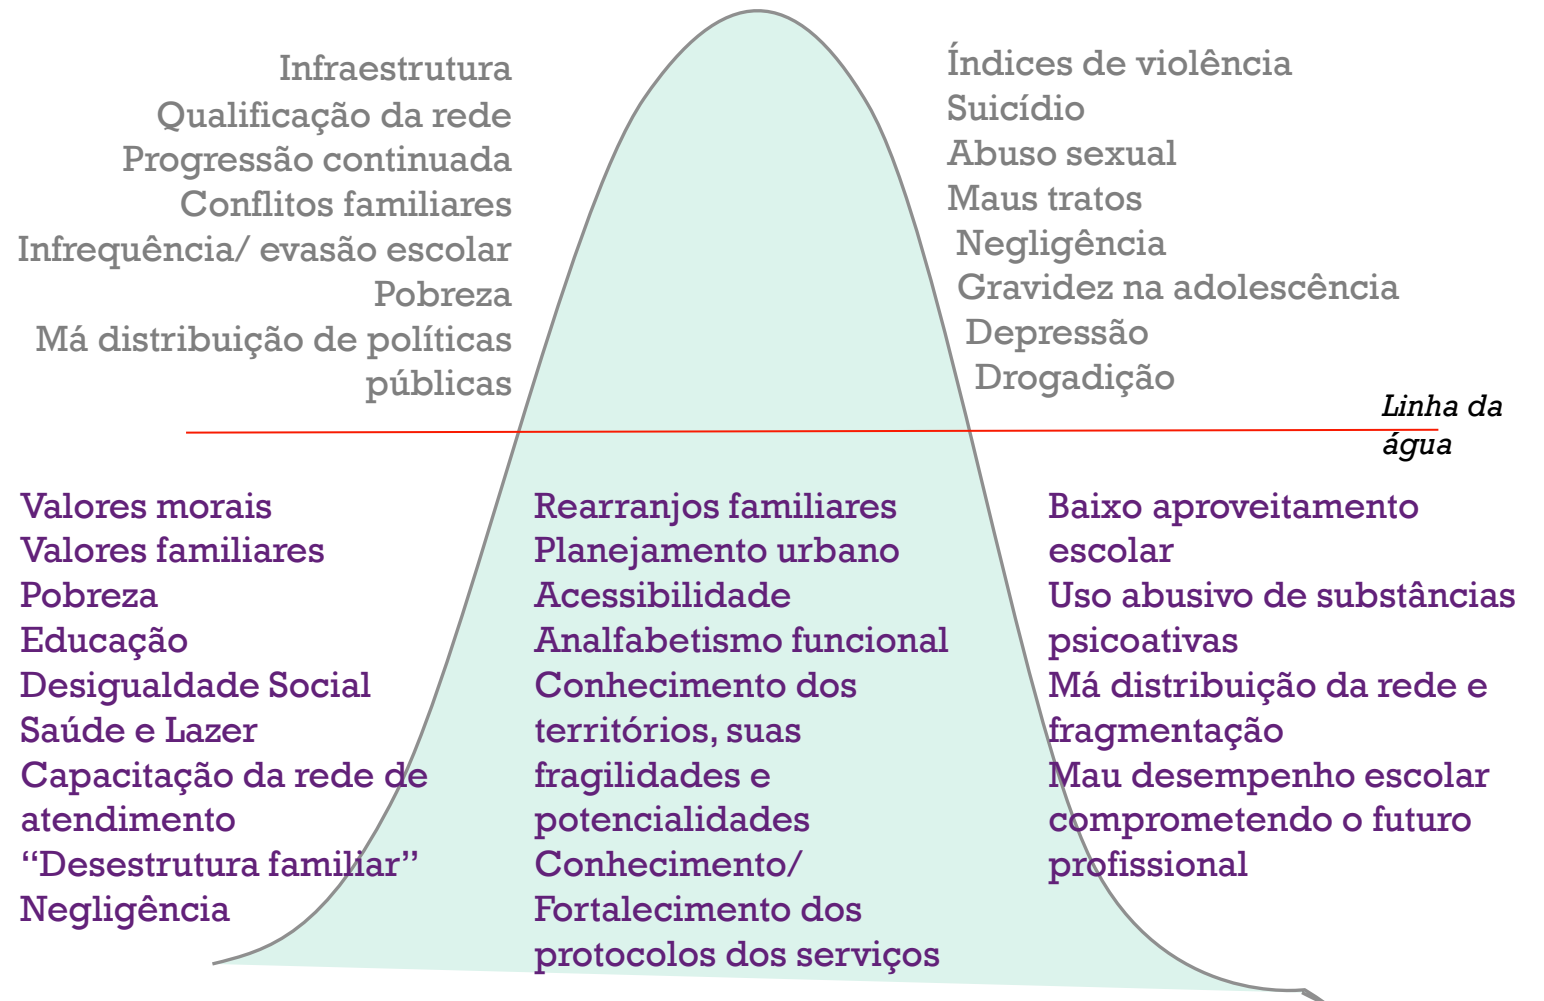 Infraestrutura
Qualificação da rede
Progressão continuada
Conflitos familiares
Infrequência/ evasão escolar
Pobreza
Má distribuição de políticas
públicas
Índices de violência
Suicídio
Abuso sexual
Maus tratos
Negligência
Gravidez na adolescência
Depressão
Drogadição
Linha da
água
Valores morais
Valores familiares
Pobreza
Educação
Desigualdade Social
Saúde e Lazer
Capacitação da rede de
atendimento
“Desestrutura familiar”
Negligência
Rearranjos familiares
Planejamento urbano
Acessibilidade
Analfabetismo funcional
Conhecimento dos
territórios, suas
fragilidades e
potencialidades
Conhecimento/
Fortalecimento dos
protocolos dos serviços
Baixo aproveitamento
escolar
Uso abusivo de substâncias
psicoativas
Má distribuição da rede e
fragmentação
Mau desempenho escolar
comprometendo o futuro
profissional